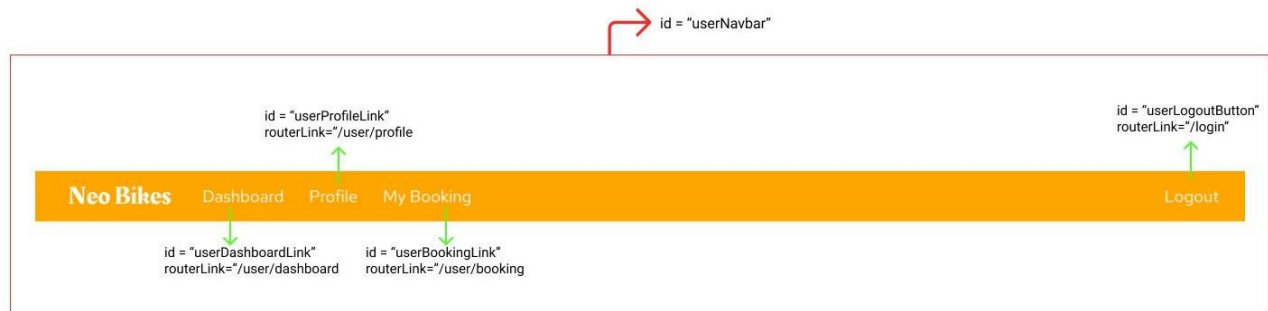 id = “userNavbar”
id = “userProfileLink”
routerLink=”/user/profile
id = “userLogoutButton”
routerLink=”/login”
Neo Bikes Dashboard Profile My Booking Logout
id = “userDashboardLink”
routerLink=”/user/dashboard
id = “userBookingLink”
routerLink=”/user/booking